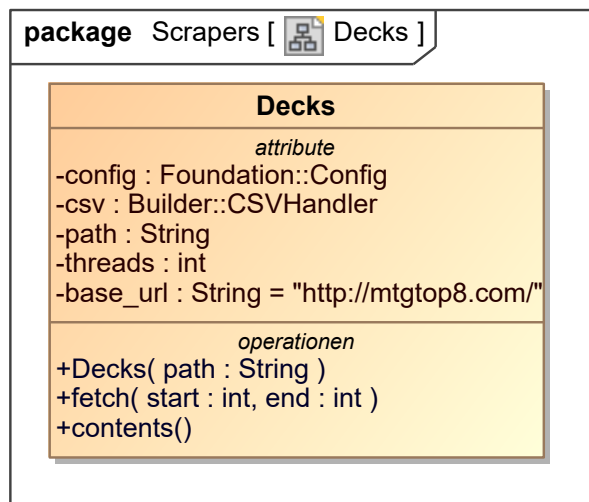 package Scrapers [ Decks ]
Decks
attribute
-config : Foundation::Config
-csv : Builder::CSVHandler
-path : String
-threads : int
-base_url : String = "http://mtgtop8.com/"
operationen
+Decks( path : String )
+fetch( start : int, end : int )
+contents()